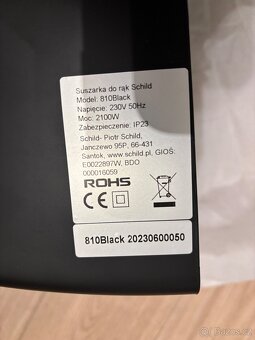 Suszarka do rąk Schild
Model: 810Black
Napięcie: 230V 50Hz
Moc: 2100W
Zabezpieczenie: IP23
Schild- Piotr Schild,
Janczewo 95P, 66-431
Santok, www.schild.pl, GIOŚ:
E0022897W, BDO
000016059
ROHS
CE
810Black 20230600050